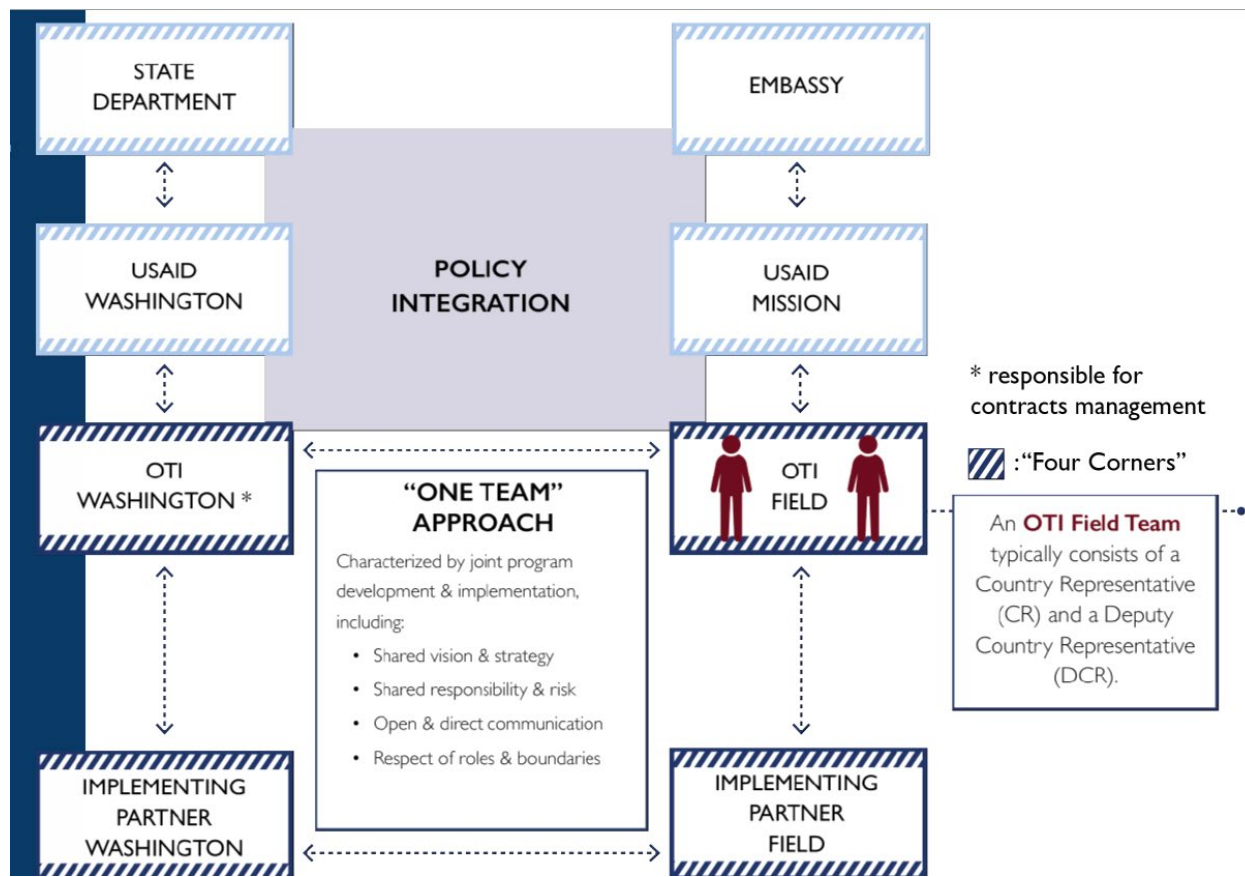 STATE
DEPARTMENT
EMBASSY
USAID
WASHINGTON
POLICY
INTEGRATION
USAID
MISSION
* responsible for
contracts management
:“Four Corners”
OTI
WASHINGTON *
OTI
FIELD
“ONE TEAM”
APPROACH
Characterized by joint program
development & implementation,
including:
• Shared vision & strategy
• Shared responsibility & risk
• Open & direct communication
• Respect of roles & boundaries
An OTI Field Team
typically consists of a
Country Representative
(CR) and a Deputy
Country Representative
(DCR).
IMPLEMENTING
PARTNER
WASHINGTON
IMPLEMENTING
PARTNER
FIELD